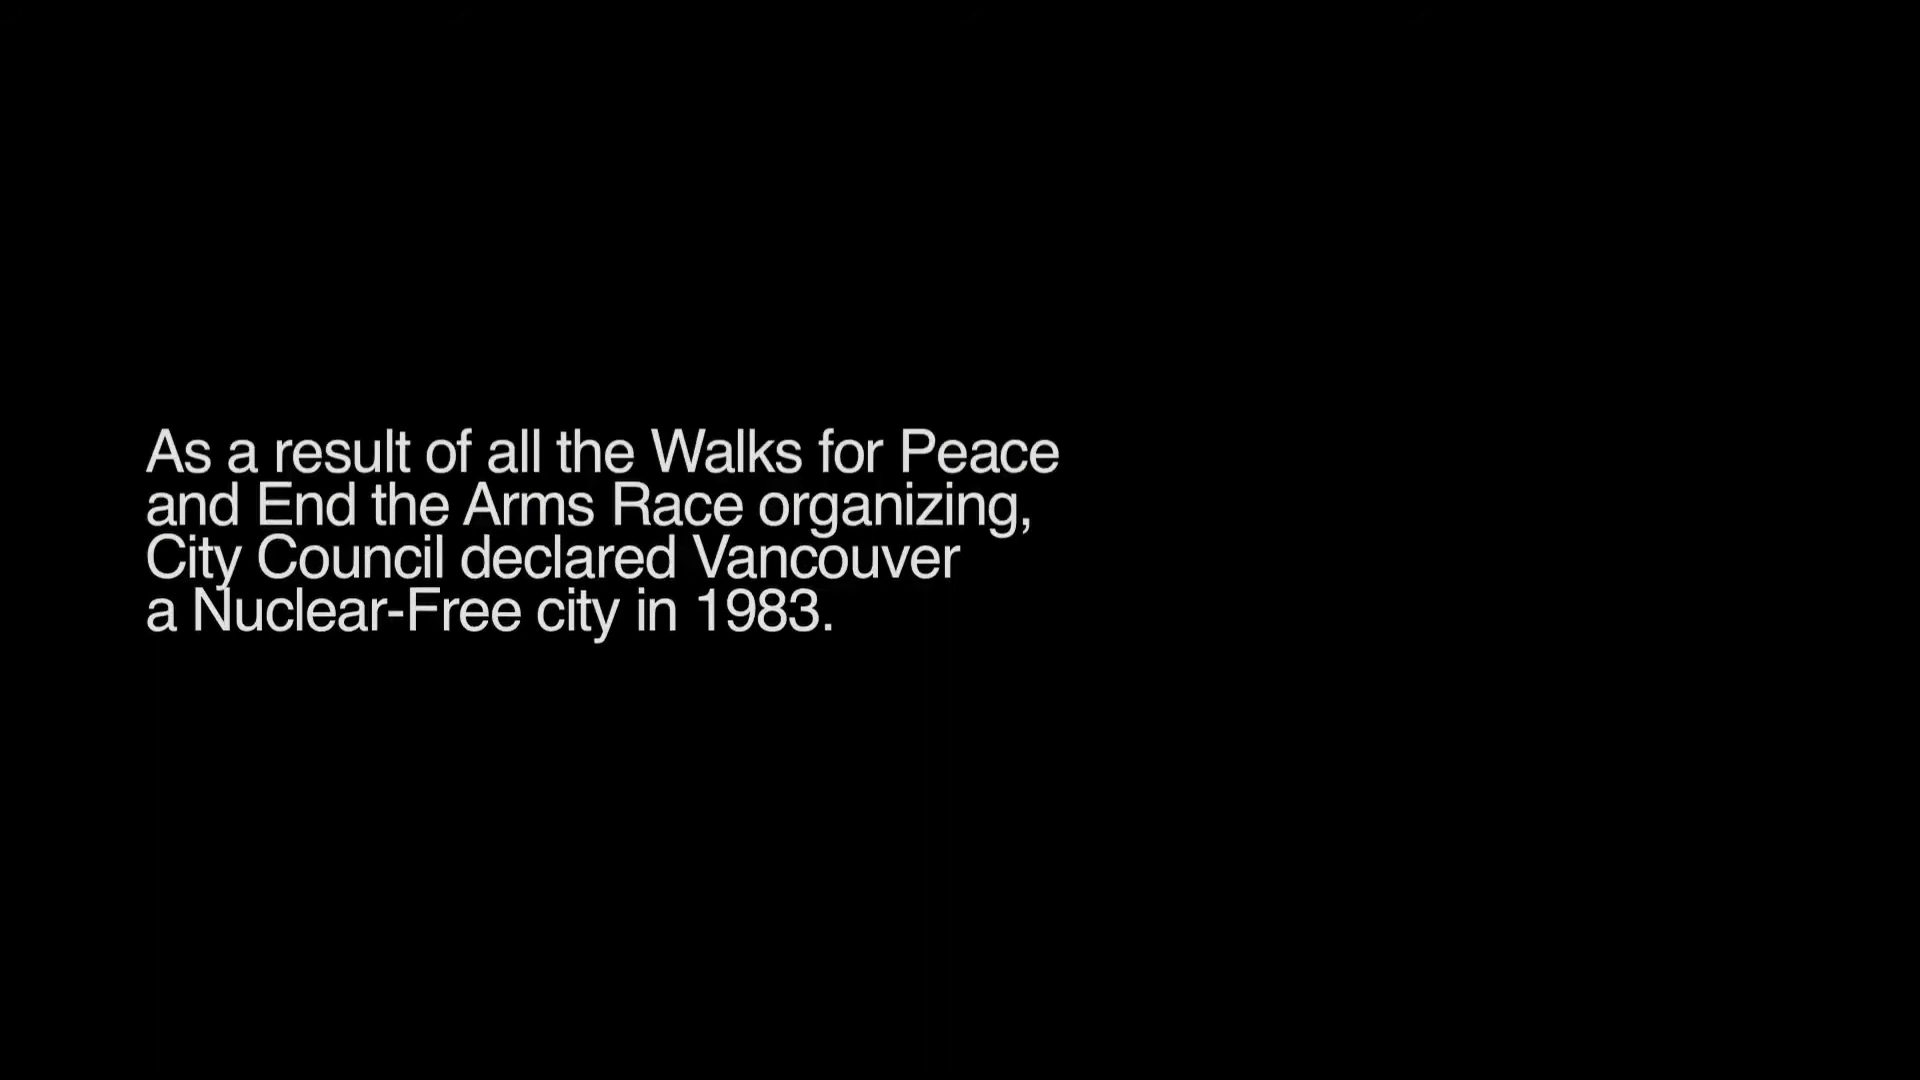 As a result of all the Walks for Peace
and End the Arms Race organizing,
City Council declared Vancouver
a Nuclear-Free city in 1983.